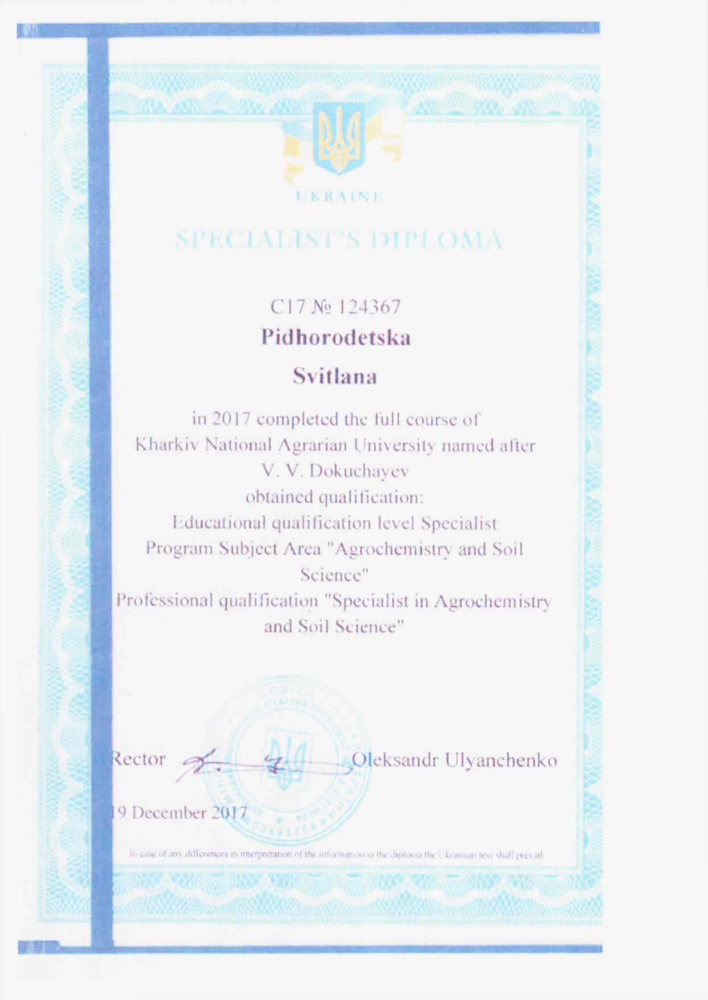 UKRAINE
SPECIALIST'S DIPLOMA
C17 № 124367
Pidhorodetska
Svitlana
in 2017 completed the full course of
Kharkiv National Agrarian University named after
V. V. Dokuchayev
obtained qualification:
Educational qualification level Specialist
Program Subject Area "Agrochemistry and Soil
Science"
Professional qualification "Specialist in Agrochemistry
and Soil Science"
Rector Oleksandr Ulyanchenko
19 December 2017
00493764
In case of any differences in interpretation of the information in the diploma the Ukrainian text shall prevail